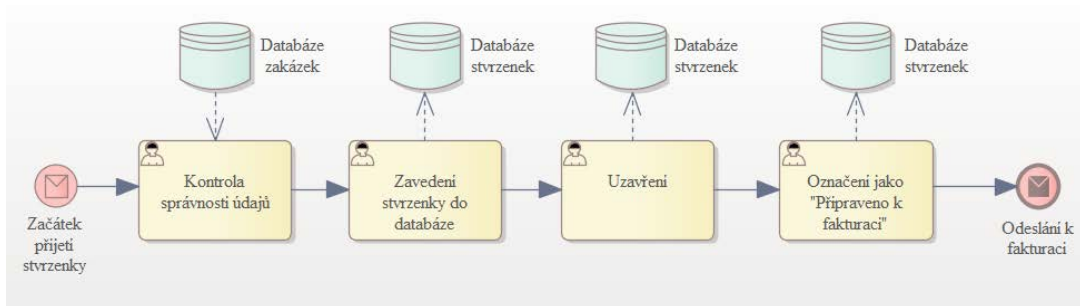 Databáze
zakázek
Databáze
stvrzenek
Databáze
stvrzenek
Databáze
stvrzenek
Začátek
přijetí
stvrzenky
Kontrola
správnosti údajů
Zavedení
stvrzenky do
databáze
Uzavření
Označení jako
"Připraveno k
fakturaci"
Odeslání k
fakturaci